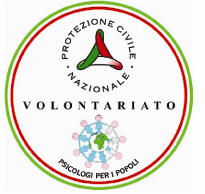 PROTEZIONE CIVILE
NAZIONALE
VOLONTARIATO
PSICOLOGI PER I POPOLI